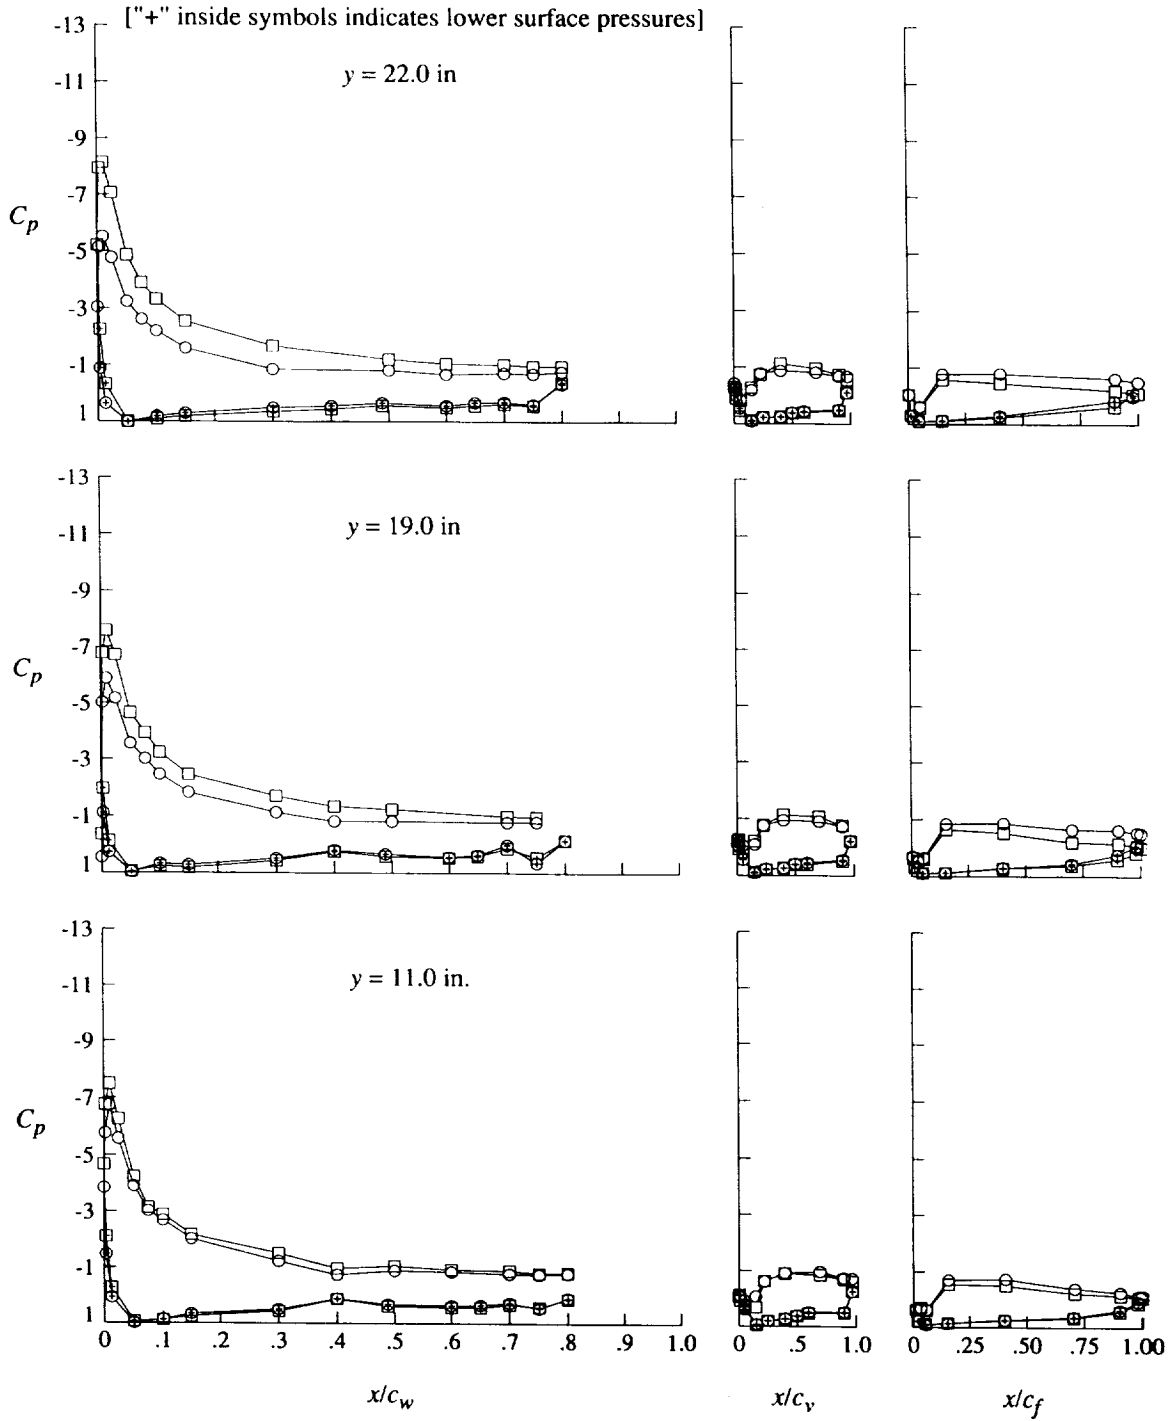 ["+" inside symbols indicates lower surface pressures]
-13
-11
-9
-7
-5
-3
-1
1
C_p
y = 22.0 in
-13
-11
-9
-7
-5
-3
-1
1
C_p
y = 19.0 in
-13
-11
-9
-7
-5
-3
-1
1
C_p
y = 11.0 in.
0 .1 .2 .3 .4 .5 .6 .7 .8 .9 1.0
x/c_w
0 .5 1.0
x/c_v
0 .25 .50 .75 1.00
x/c_f